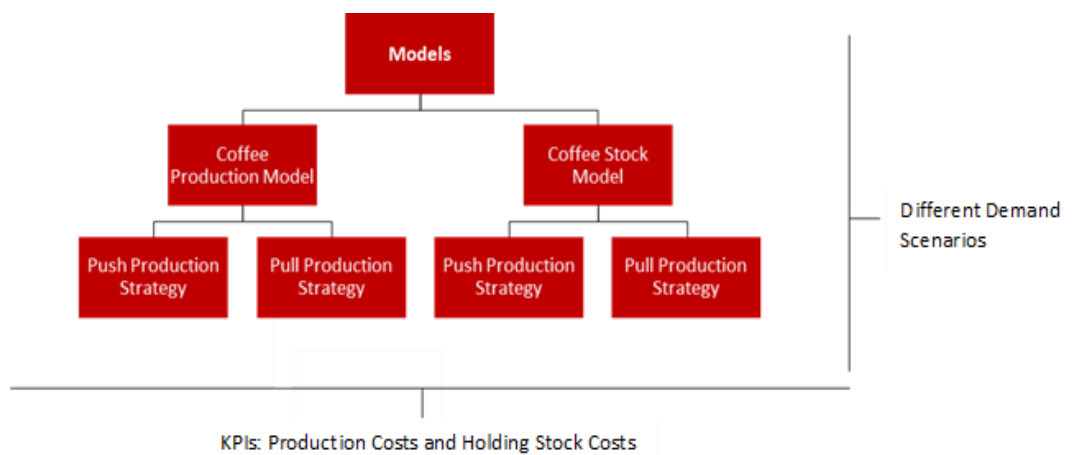 Models
Coffee
Production Model
Coffee Stock
Model
Push Production
Strategy
Pull Production
Strategy
Push Production
Strategy
Pull Production
Strategy
Different Demand
Scenarios
KPIs: Production Costs and Holding Stock Costs